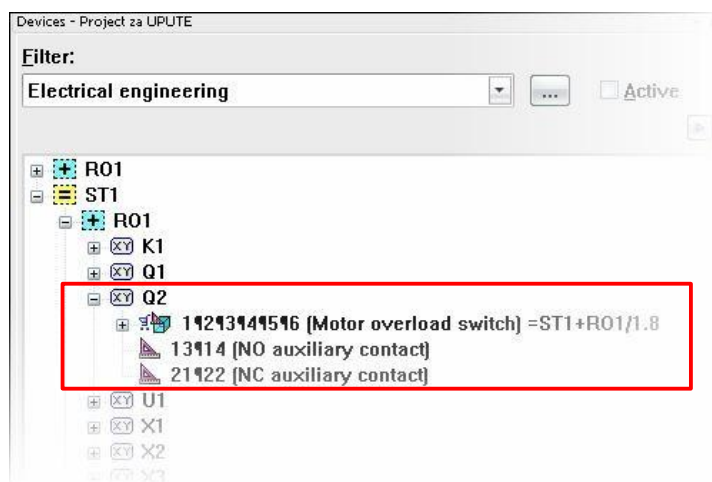 Devices - Project za UPUTE
Filter:
Electrical engineering
...
Active
RO1
ST1
RO1
K1
Q1
Q2
1¶2¶3¶4¶5¶6 (Motor overload switch) =ST1+RO1/1.8
13¶14 (NO auxiliary contact)
21¶22 (NC auxiliary contact)
U1
X1
X2
X3